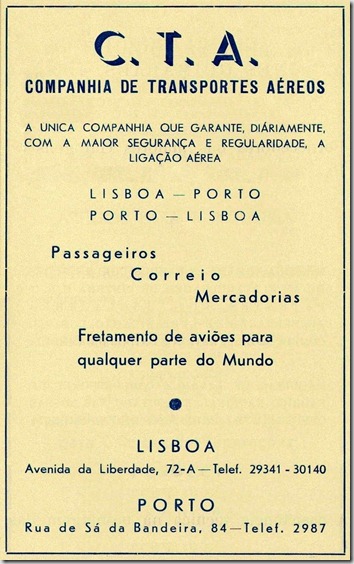 C. T. A.
COMPANHIA DE TRANSPORTES AÉREOS
A UNICA COMPANHIA QUE GARANTE, DIÁRIAMENTE,
COM A MAIOR SEGURANÇA E REGULARIDADE, A
LIGAÇÃO AÉREA
LISBOA — PORTO
PORTO — LISBOA
Passageiros
Correio
Mercadorias
Fretamento de aviões para
qualquer parte do Mundo
LISBOA
Avenida da Liberdade, 72-A — Telef. 29341 - 30140
PORTO
Rua de Sá da Bandeira, 84 — Telef. 2987